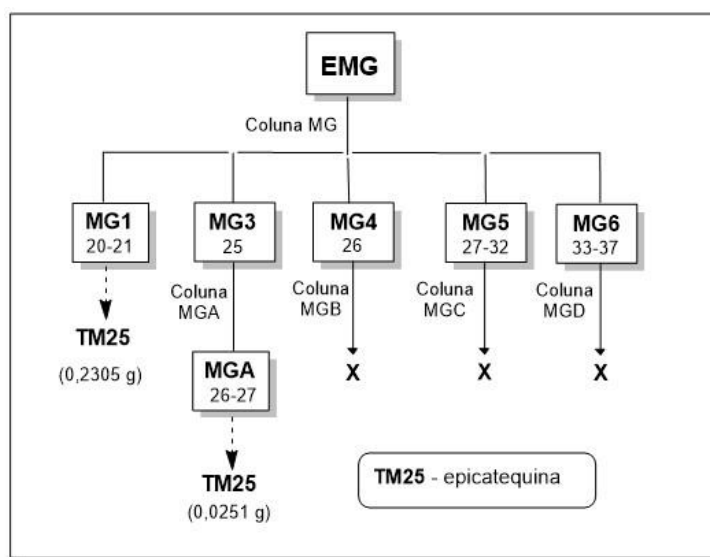 EMG
Coluna MG
MG1 MG3 MG4 MG5 MG6
20-21 25 26 27-32 33-37
Coluna MGA Coluna MGB Coluna MGC Coluna MGD
TM25
(0,2305 g)
X X X
MGA
26-27
TM25
(0,0251 g)
TM25 - epicatequina